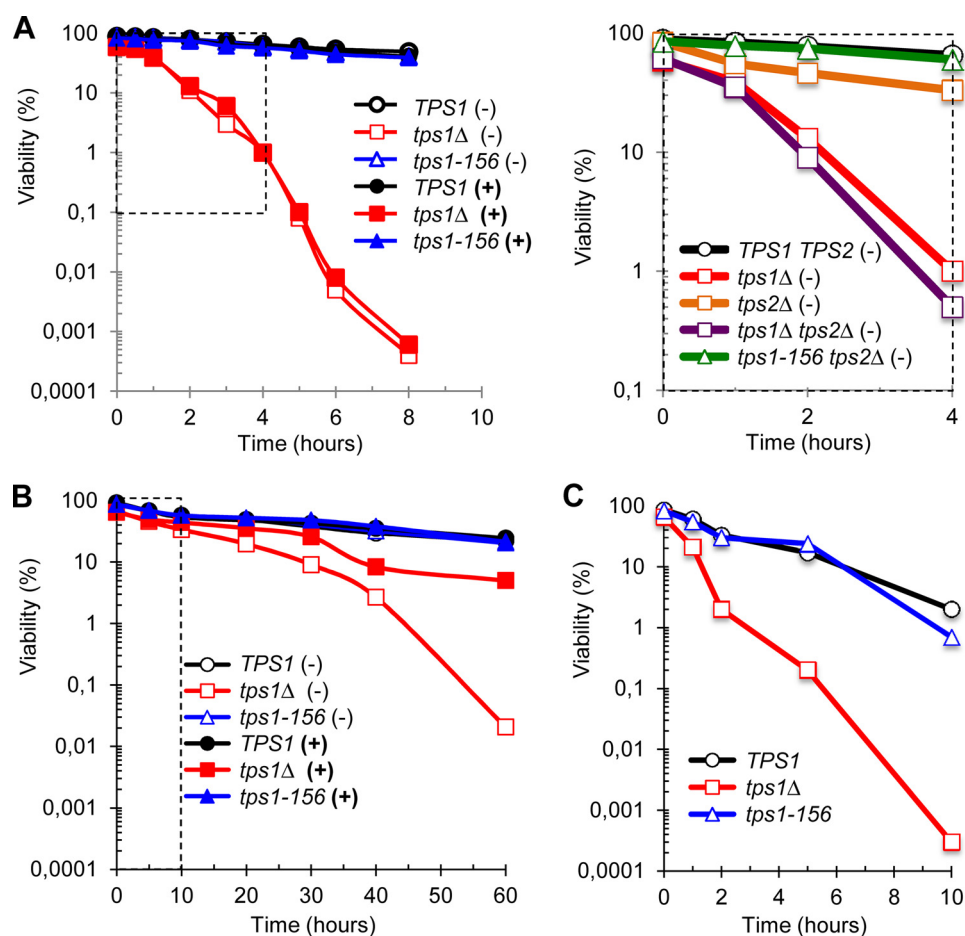 A
Viability (%)
100
10
1
0,1
0,01
0,001
0,0001
0
2
4
6
8
10
Time (hours)
TPS1 (-)
tps1Δ (-)
tps1-156 (-)
TPS1 (+)
tps1Δ (+)
tps1-156 (+)
Viability (%)
100
10
1
0,1
0
2
4
Time (hours)
TPS1 TPS2 (-)
tps1Δ (-)
tps2Δ (-)
tps1Δ tps2Δ (-)
tps1-156 tps2Δ (-)
B
Viability (%)
100
10
1
0,1
0,01
0,001
0,0001
0
10
20
30
40
50
60
Time (hours)
TPS1 (-)
tps1Δ (-)
tps1-156 (-)
TPS1 (+)
tps1Δ (+)
tps1-156 (+)
C
Viability (%)
100
10
1
0,1
0,01
0,001
0,0001
0
2
4
6
8
10
Time (hours)
TPS1
tps1Δ
tps1-156